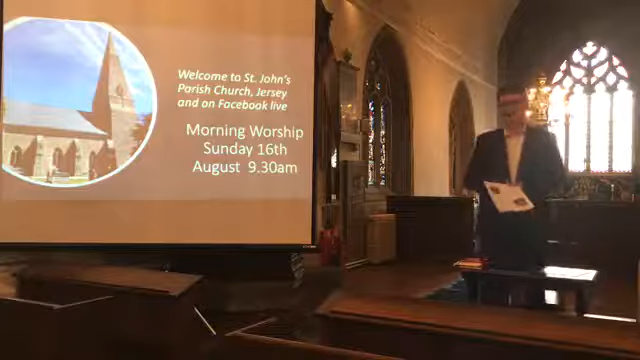 Welcome to St. John's
Parish Church, Jersey
and on Facebook live
Morning Worship
Sunday 16th
August 9.30am